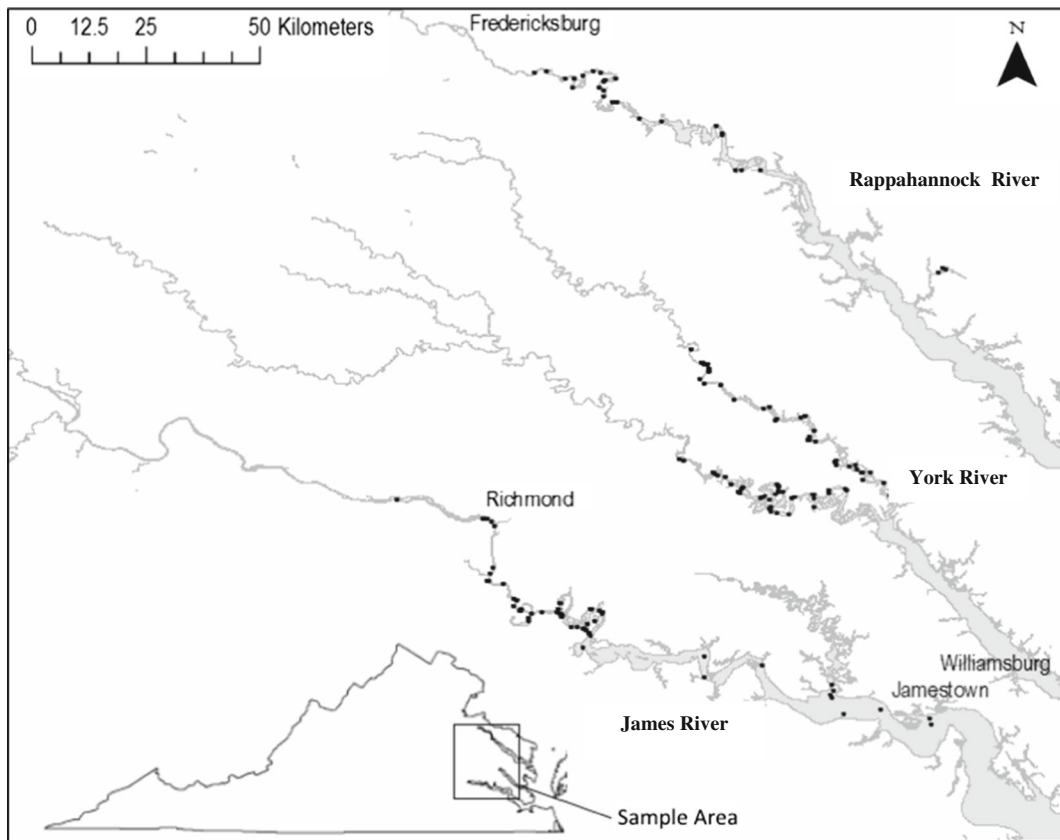 Fredericksburg
0 12.5 25 50 Kilometers
N
Rappahannock River
York River
Richmond
Williamsburg
Jamestown
James River
Sample Area